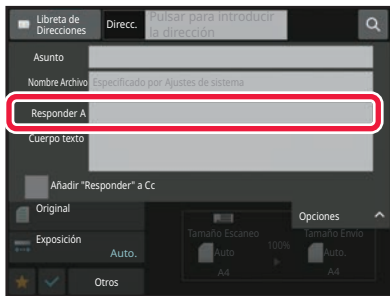 Libreta de
Direcciones
Direcc.
Pulsar para introducir
la dirección
Asunto
Nombre Archivo
Especificado por Ajustes de sistema
Responder A
Cuerpo texto
Añadir "Responder" a Cc
Original
Opciones
Exposición
Auto.
Tamaño Escaneo
Tamaño Envío
100%
Auto
Auto.
A4
A4
Otros